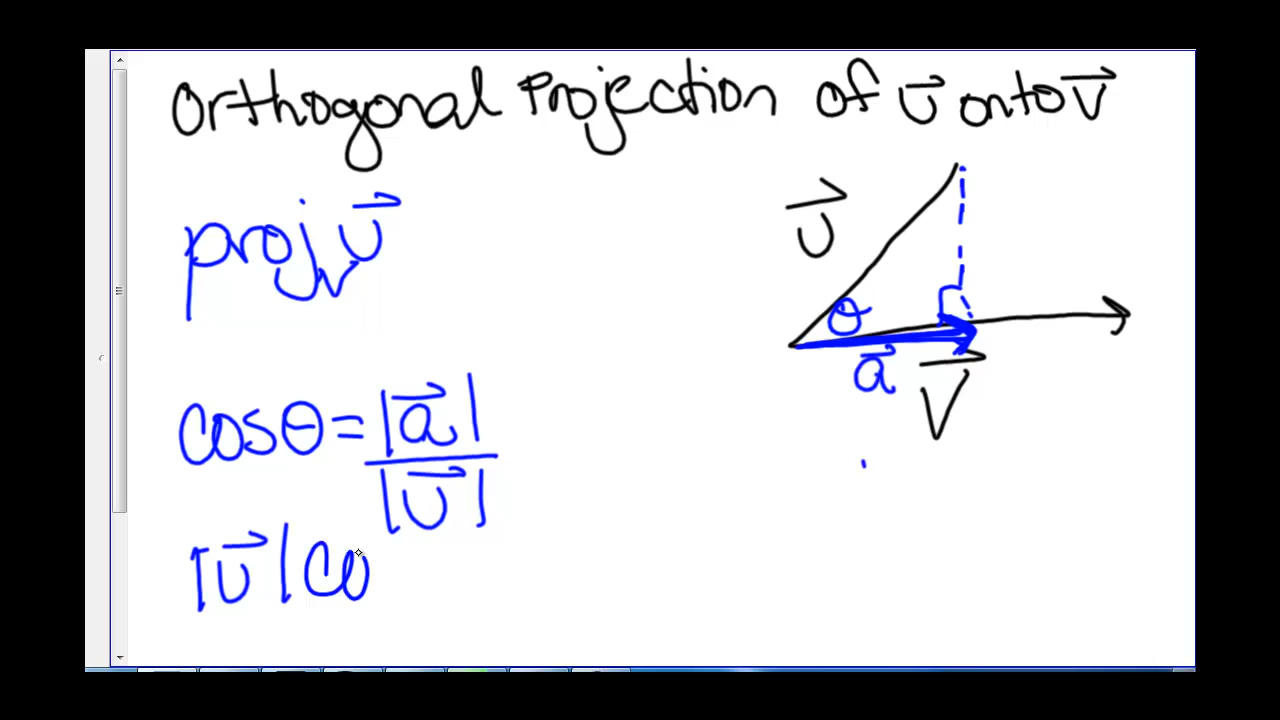 Orthogonal Projection of u⃗ onto v⃗
proj_v u⃗
u⃗
θ
a⃗
v⃗
cosθ = |a⃗| / |u⃗|
|u⃗| co